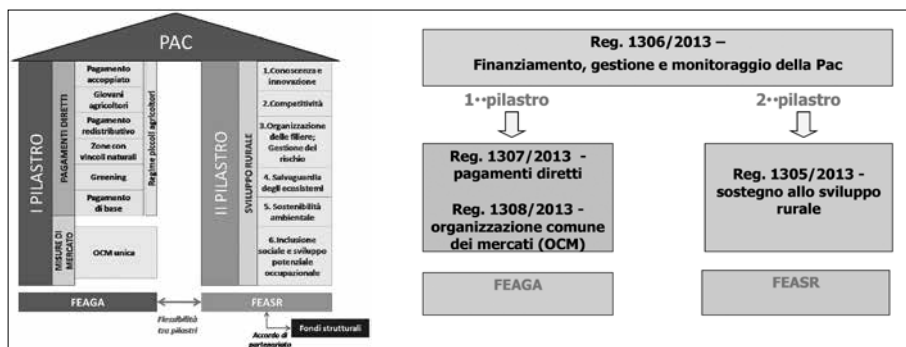 PAC
I PILASTRO
PAGAMENTI DIRETTI
Pagamento
accoppiato
Giovani
agricoltori
Pagamento
redistributivo
Zone con
vincoli naturali
Greening
Pagamento
di base
Regime piccoli agricoltori
MISURE DI
MERCATO
OCM unica
FEAGA
II PILASTRO
SVILUPPO RURALE
1.Conoscenza e
innovazione
2.Competitività
3.Organizzazione
delle filiere;
Gestione del
rischio
4. Salvaguardia
degli ecosistemi
5. Sostenibilità
ambientale
6.Inclusione
sociale e sviluppo
potenziale
occupazionale
FEASR
Flessibilità
tra pilastri
Accordo di
partenariato
Fondi strutturali
Reg. 1306/2013 –
Finanziamento, gestione e monitoraggio della Pac
1··pilastro
2··pilastro
Reg. 1307/2013 -
pagamenti diretti
Reg. 1308/2013 -
organizzazione comune
dei mercati (OCM)
Reg. 1305/2013 -
sostegno allo sviluppo
rurale
FEAGA
FEASR